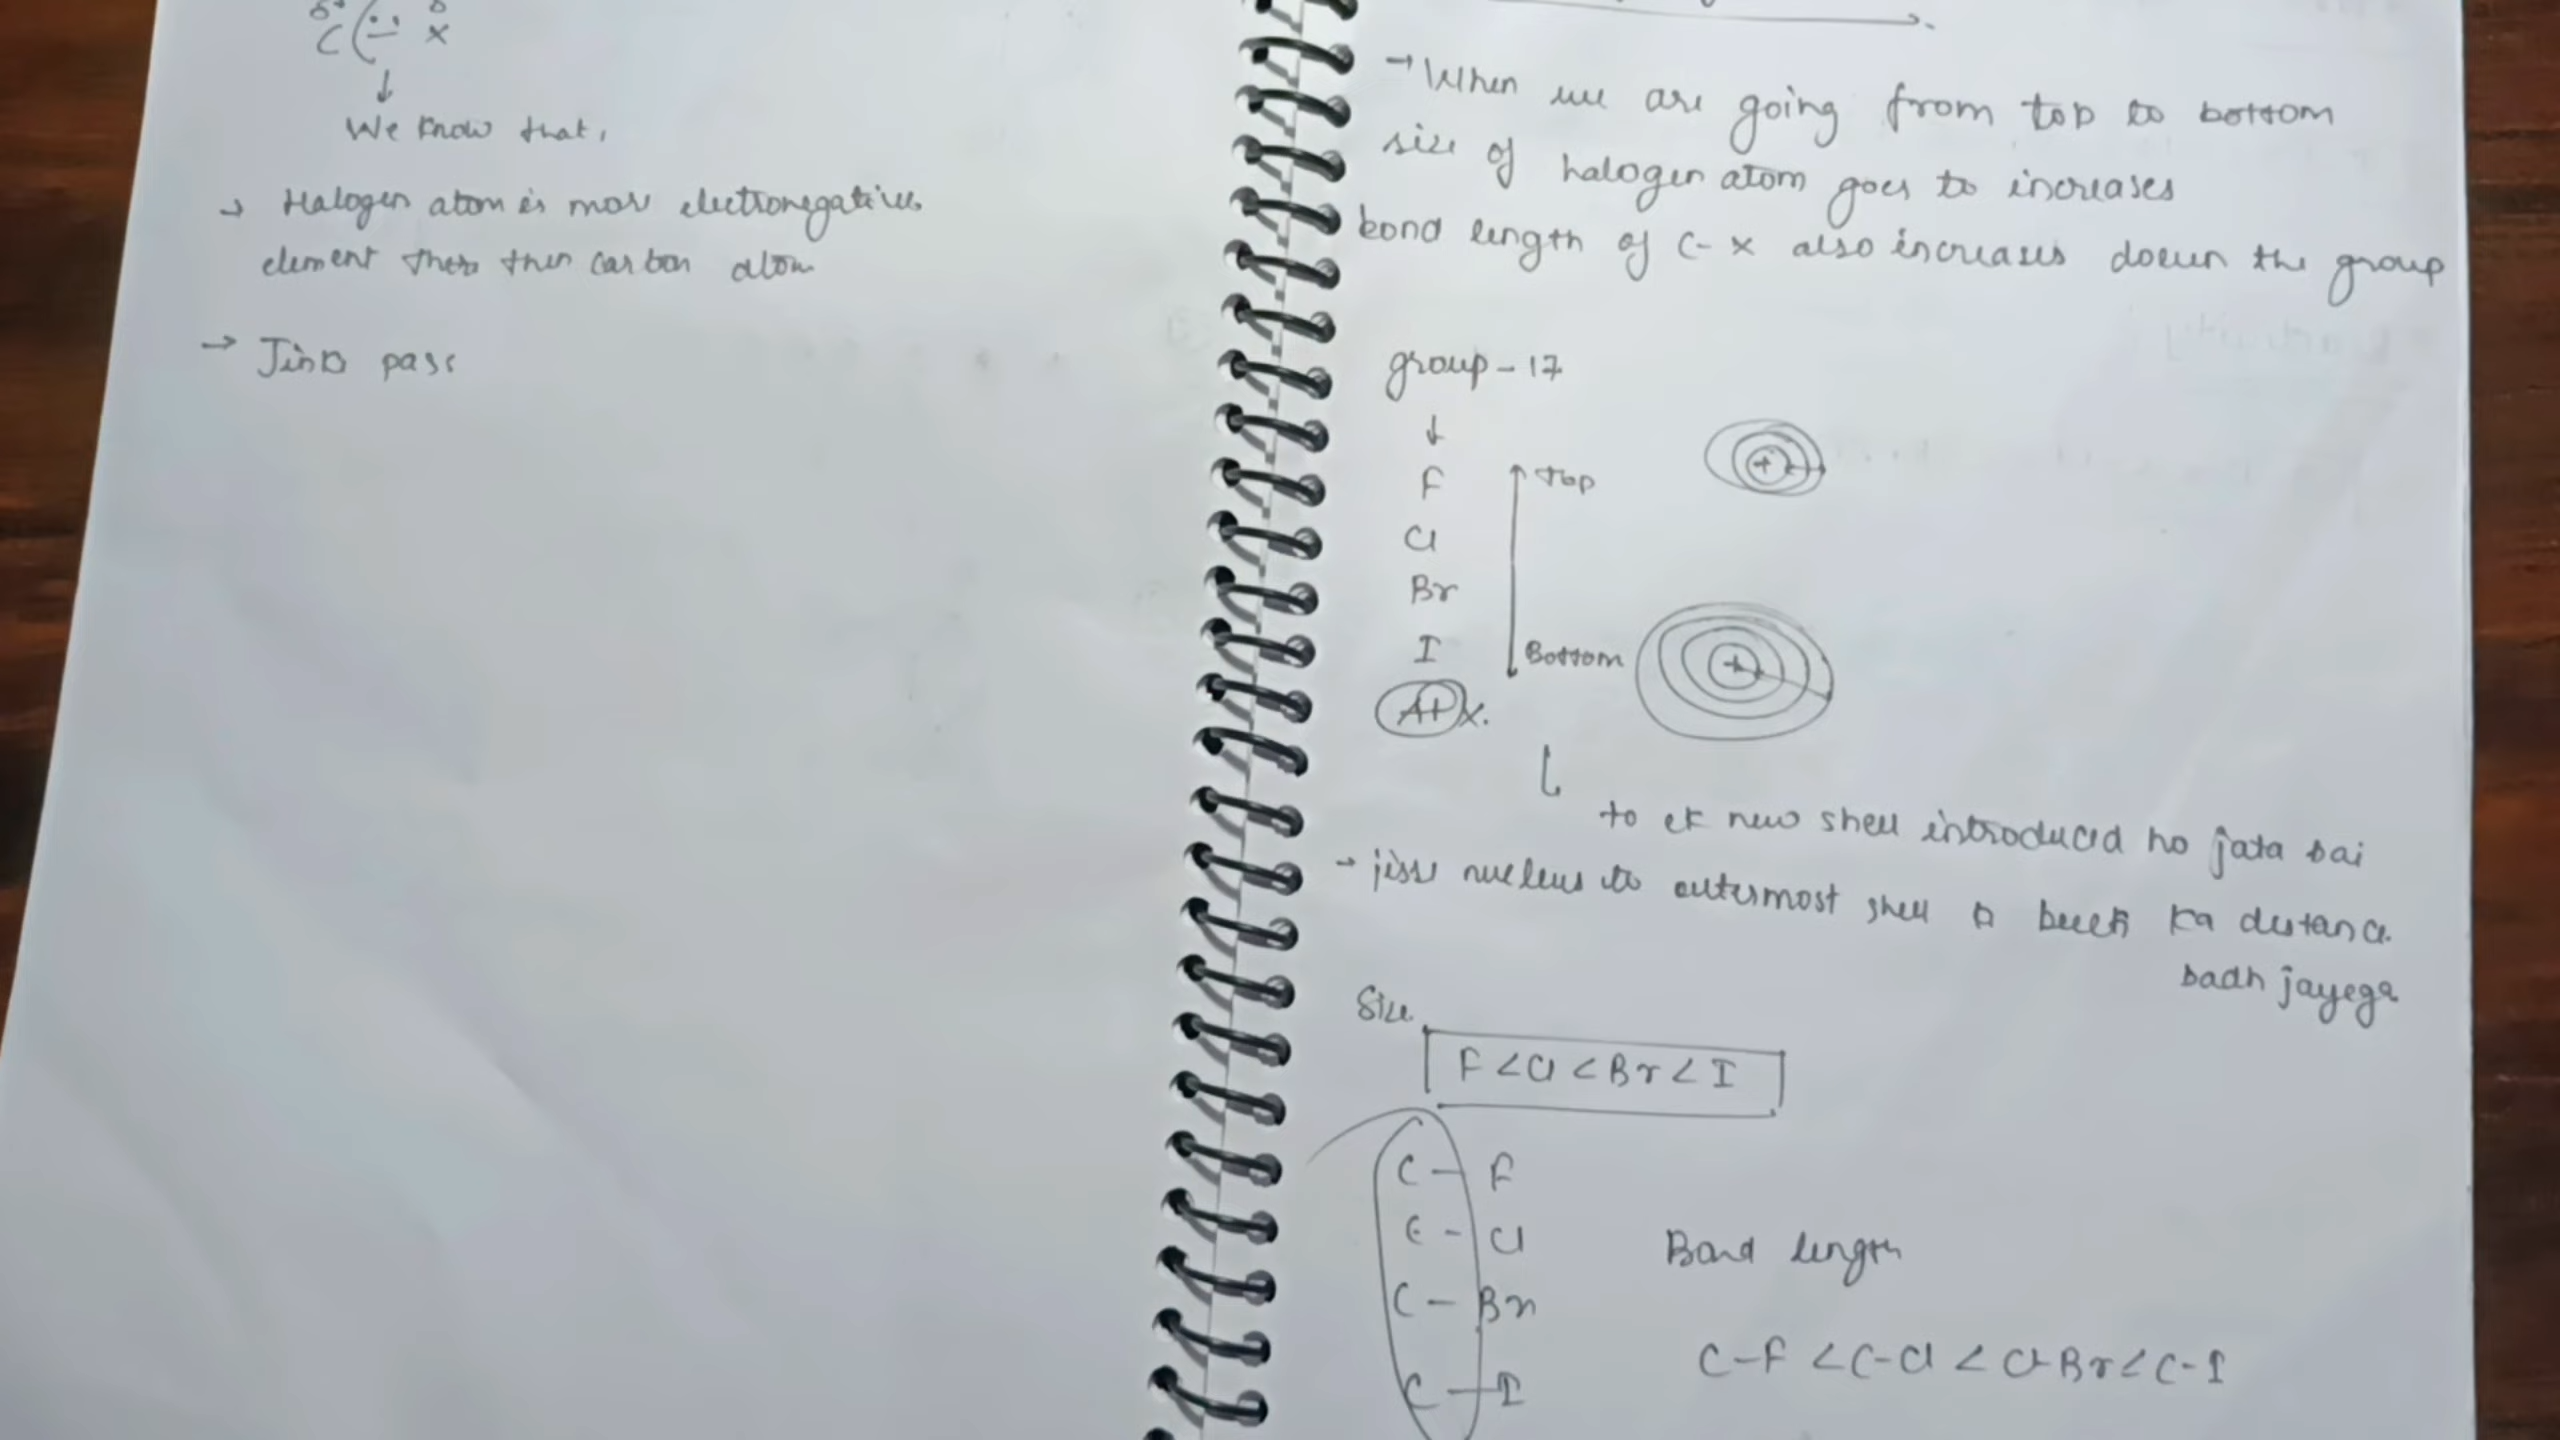 δ+ δ
C (: X
↓
We know that,
→ Halogen atom is more electronegative
element then carbon atom
→ pass
→ When we are going from top to bottom
size of halogen atom goes to increases
bond length of C-X also increases down the group
group-17
↓
F
Cl
Br
I
At X.
Top
Bottom
+
+
to ek new shell introduced ho jata hai
→ jisse nucleus to outermost shell ka distance
badh jayega
Size
F < Cl < Br < I
C - F
C - Cl
C - Br
C - I
Bond length
C-F < C-Cl < C-Br < C-I